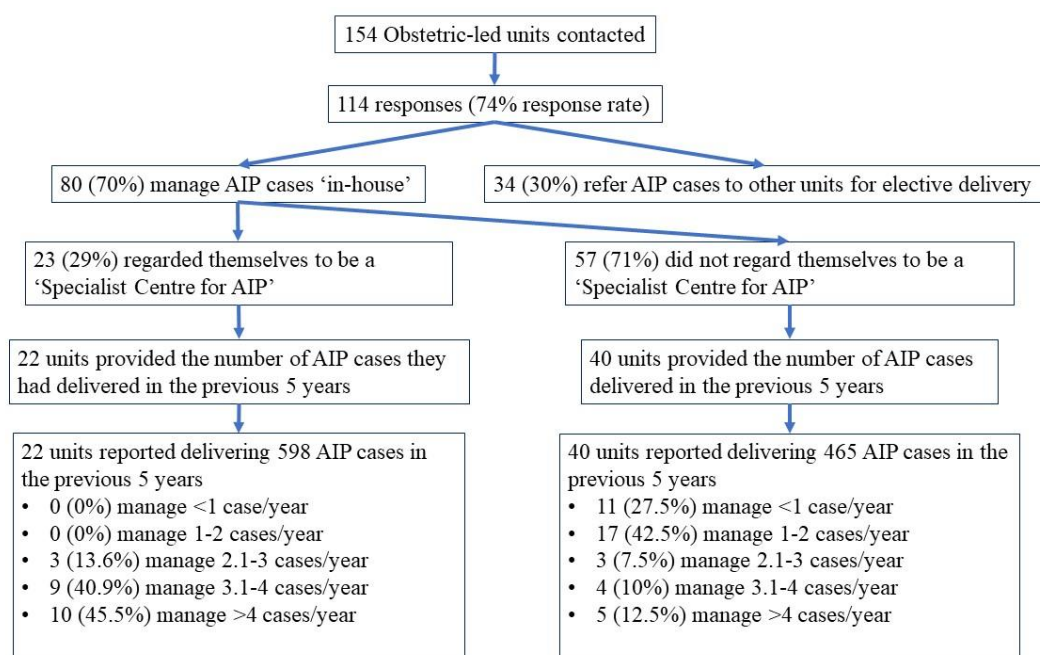 154 Obstetric-led units contacted
114 responses (74% response rate)
80 (70%) manage AIP cases ‘in-house’
34 (30%) refer AIP cases to other units for elective delivery
23 (29%) regarded themselves to be a
‘Specialist Centre for AIP’
57 (71%) did not regard themselves to be a
‘Specialist Centre for AIP’
22 units provided the number of AIP cases they
had delivered in the previous 5 years
40 units provided the number of AIP cases
delivered in the previous 5 years
22 units reported delivering 598 AIP cases in
the previous 5 years
• 0 (0%) manage <1 case/year
• 0 (0%) manage 1-2 cases/year
• 3 (13.6%) manage 2.1-3 cases/year
• 9 (40.9%) manage 3.1-4 cases/year
• 10 (45.5%) manage >4 cases/year
40 units reported delivering 465 AIP cases in the
previous 5 years
• 11 (27.5%) manage <1 case/year
• 17 (42.5%) manage 1-2 cases/year
• 3 (7.5%) manage 2.1-3 cases/year
• 4 (10%) manage 3.1-4 cases/year
• 5 (12.5%) manage >4 cases/year